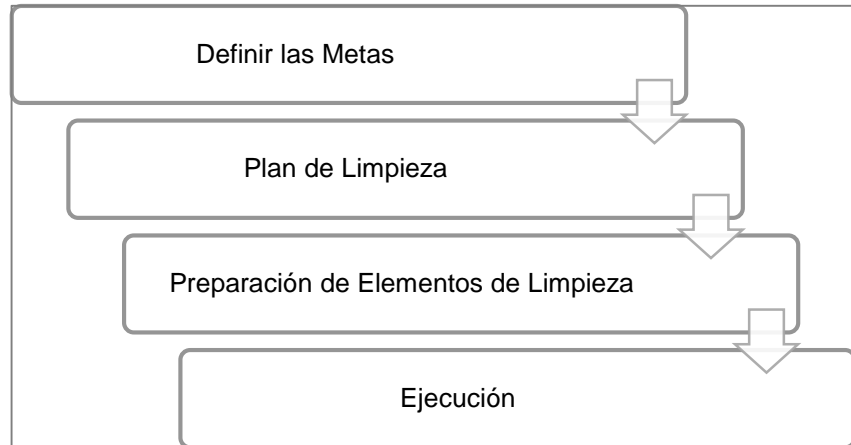 Definir las Metas
Plan de Limpieza
Preparación de Elementos de Limpieza
Ejecución